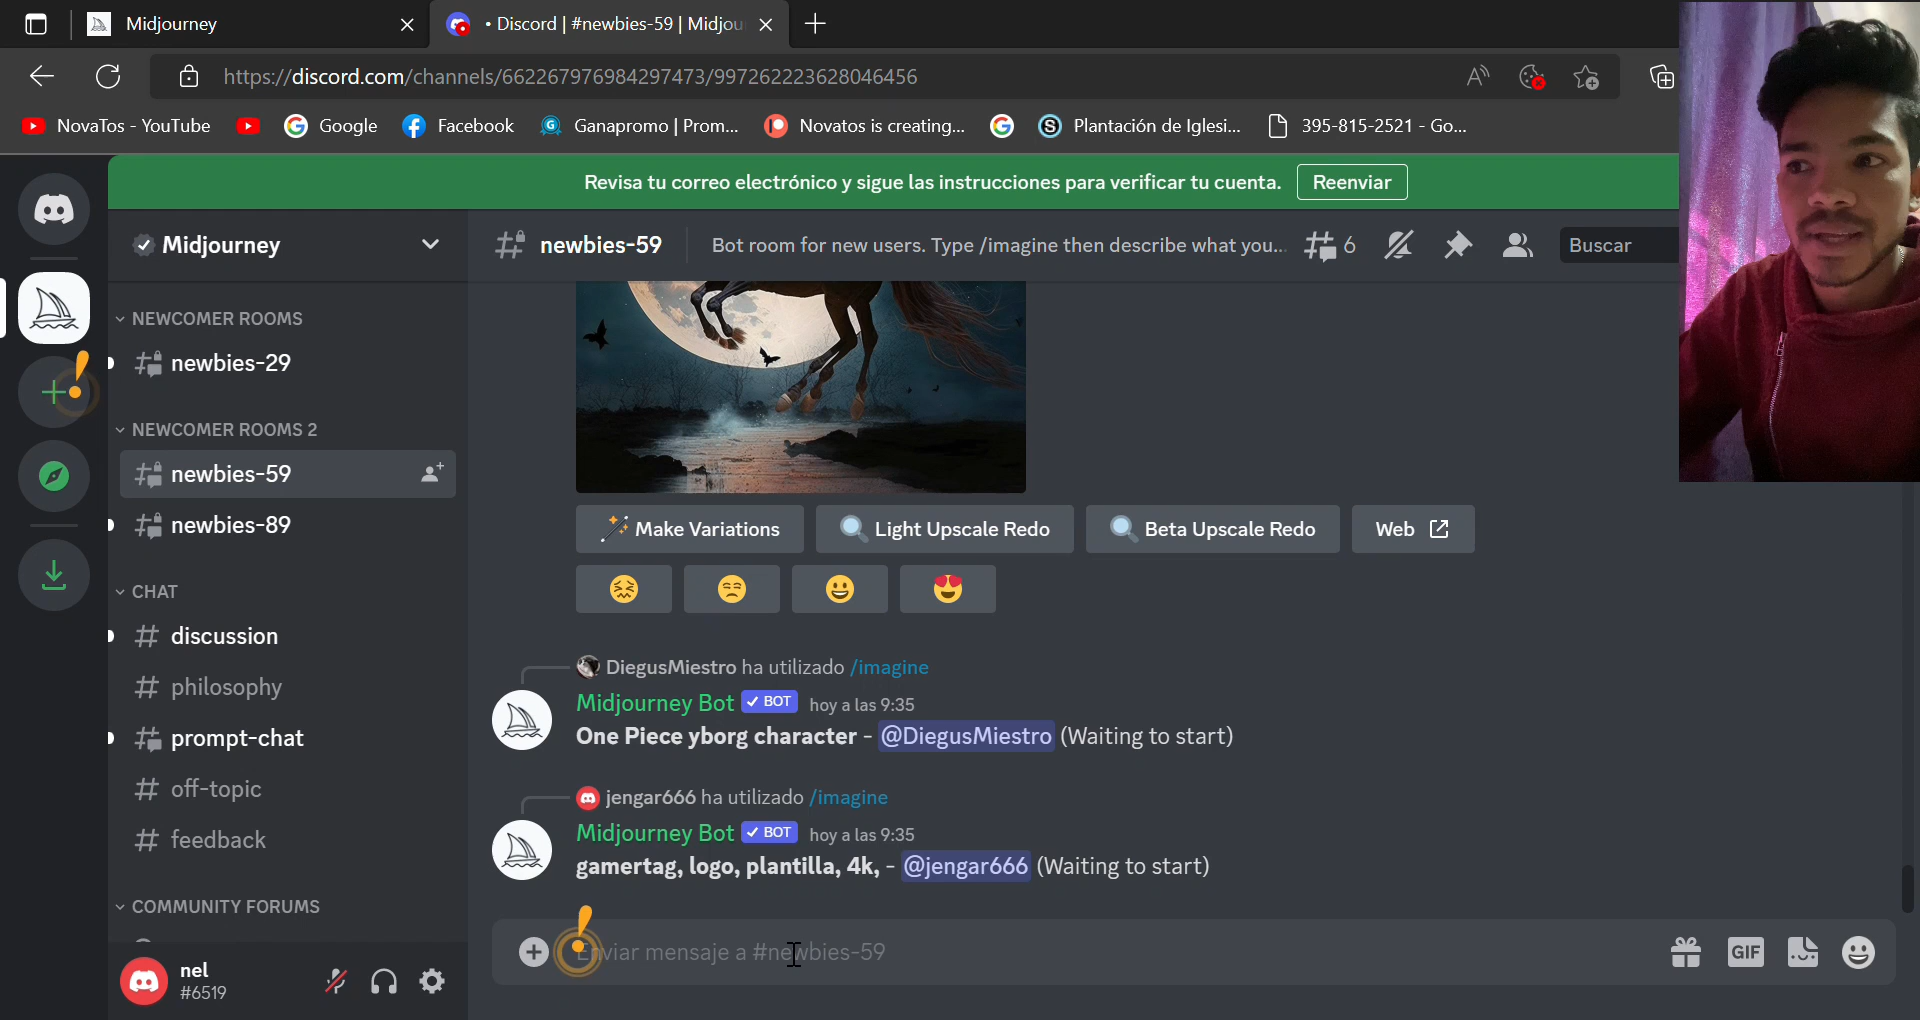 Midjourney
• Discord | #newbies-59 | Midjou
https://discord.com/channels/662267976984297473/997262223628046456
NovaTos - YouTube
Google
Facebook
Ganapromo | Prom...
Novatos is creating...
Plantación de Iglesi...
395-815-2521 - Go...
Revisa tu correo electrónico y sigue las instrucciones para verificar tu cuenta.
Reenviar
Midjourney
newbies-59
Bot room for new users. Type /imagine then describe what you...
6
Buscar
NEWCOMER ROOMS
newbies-29
NEWCOMER ROOMS 2
newbies-59
newbies-89
CHAT
discussion
philosophy
prompt-chat
off-topic
feedback
COMMUNITY FORUMS
nel
#6519
Make Variations
Light Upscale Redo
Beta Upscale Redo
Web
DiegusMiestro ha utilizado /imagine
Midjourney Bot ✓ BOT hoy a las 9:35
One Piece yborg character - @DiegusMiestro (Waiting to start)
jengar666 ha utilizado /imagine
Midjourney Bot ✓ BOT hoy a las 9:35
gamertag, logo, plantilla, 4k, - @jengar666 (Waiting to start)
Enviar mensaje a #newbies-59
GIF